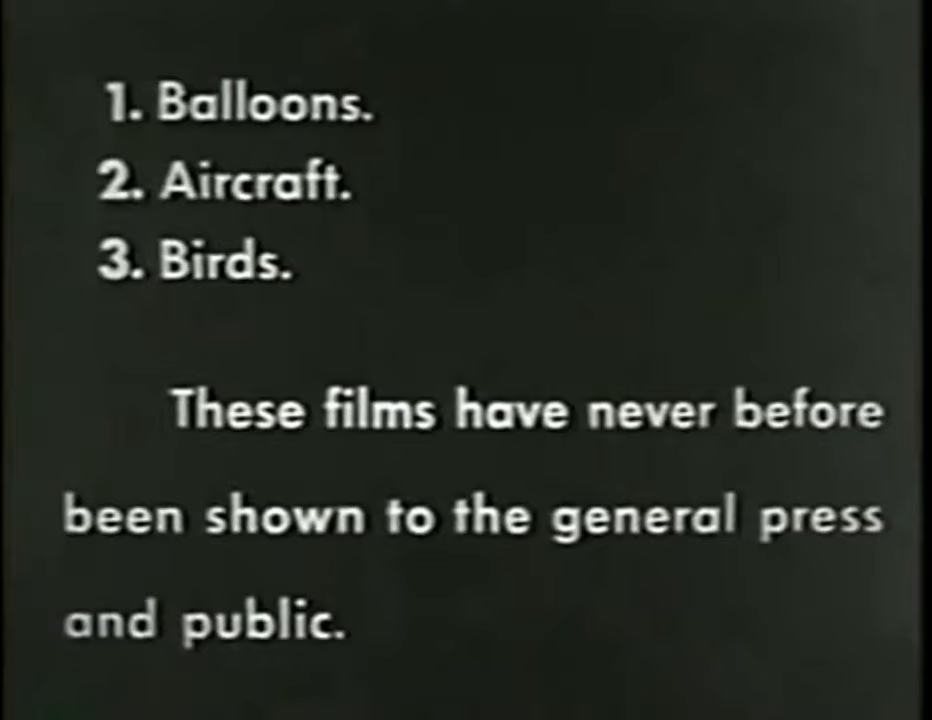 1. Balloons.
2. Aircraft.
3. Birds.
These films have never before
been shown to the general press
and public.